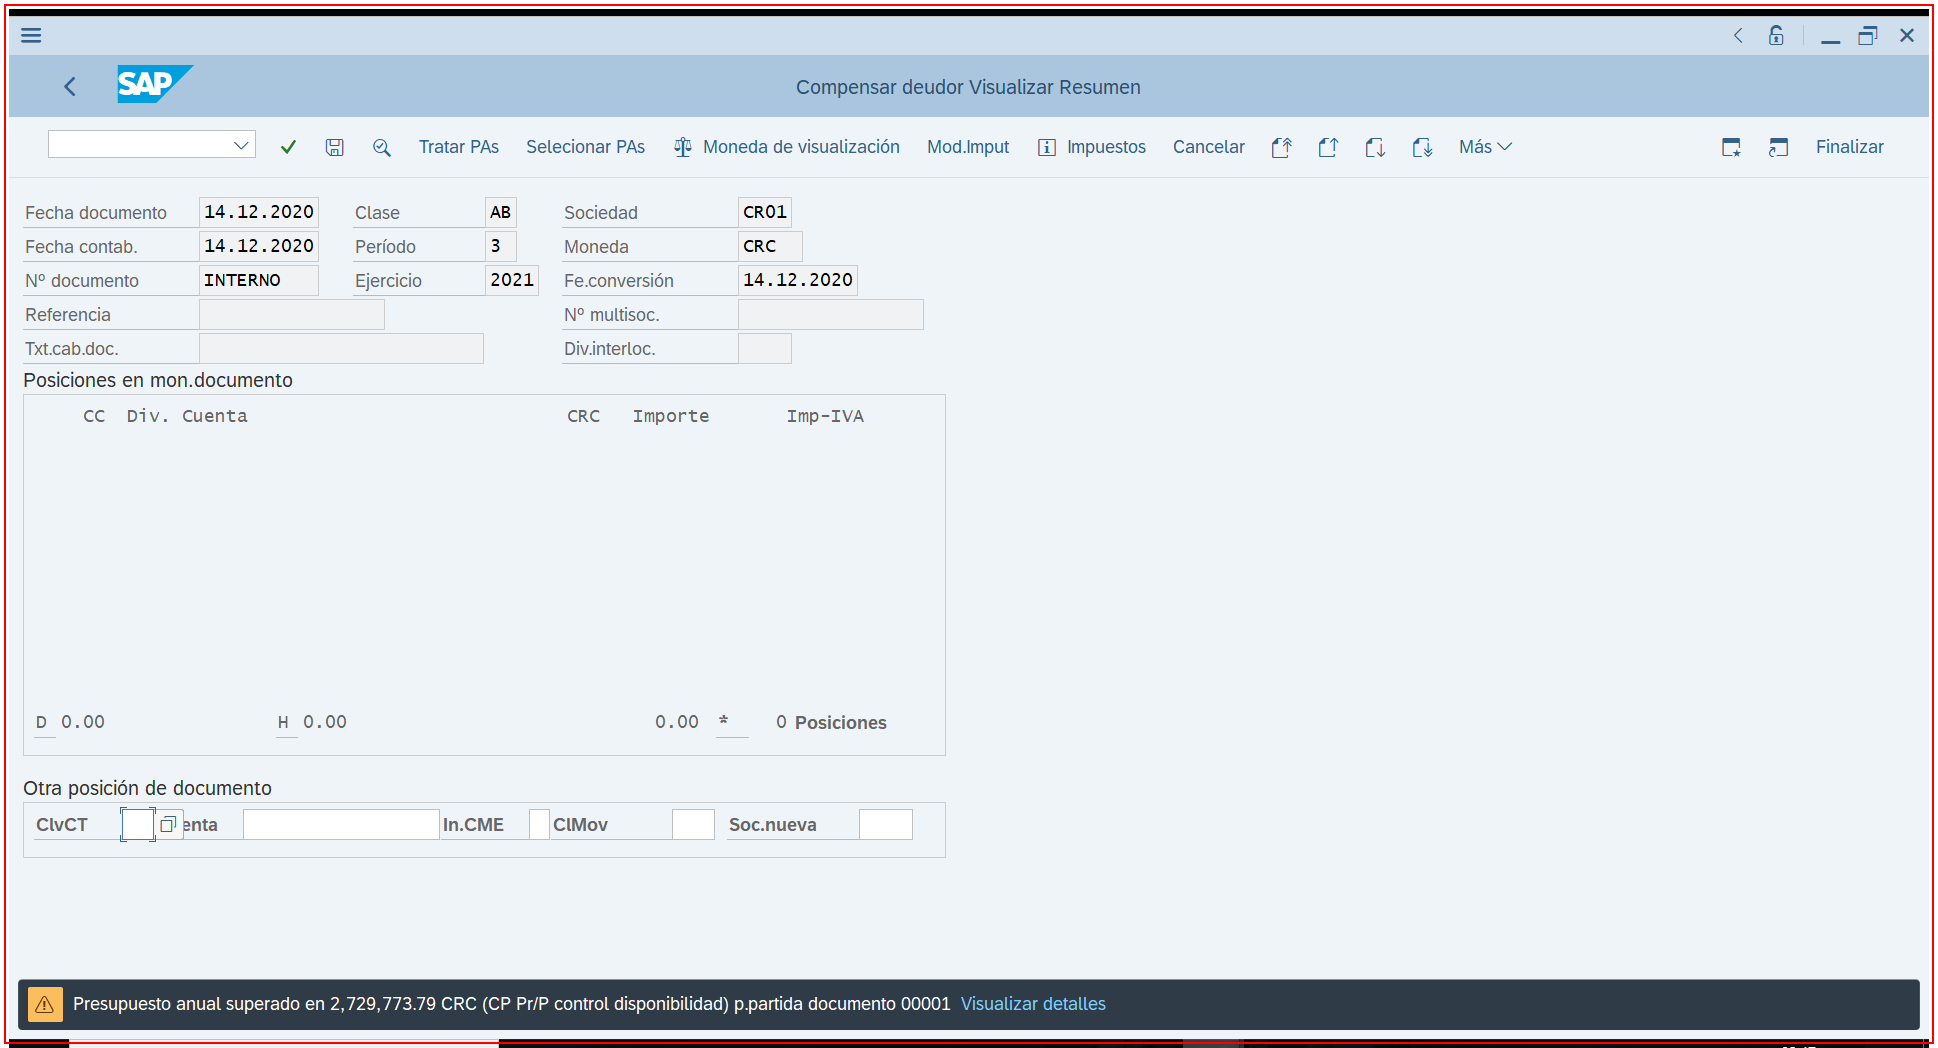 SAP
Compensar deudor Visualizar Resumen
Tratar PAs Selecionar PAs Moneda de visualización Mod.Imput Impuestos Cancelar Más Finalizar
Fecha documento 14.12.2020 Clase AB Sociedad CR01
Fecha contab. 14.12.2020 Período 3 Moneda CRC
Nº documento INTERNO Ejercicio 2021 Fe.conversión 14.12.2020
Referencia Nº multisoc.
Txt.cab.doc. Div.interloc.
Posiciones en mon.documento
CC Div. Cuenta CRC Importe Imp-IVA
D 0.00 H 0.00 0.00 * 0 Posiciones
Otra posición de documento
ClvCT enta In.CME ClMov Soc.nueva
Presupuesto anual superado en 2,729,773.79 CRC (CP Pr/P control disponibilidad) p.partida documento 00001 Visualizar detalles